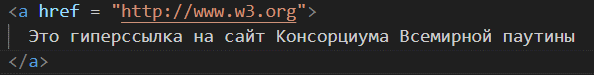 <a href = "http://www.w3.org">
Это гиперссылка на сайт Консорциума Всемирной паутины
</a>